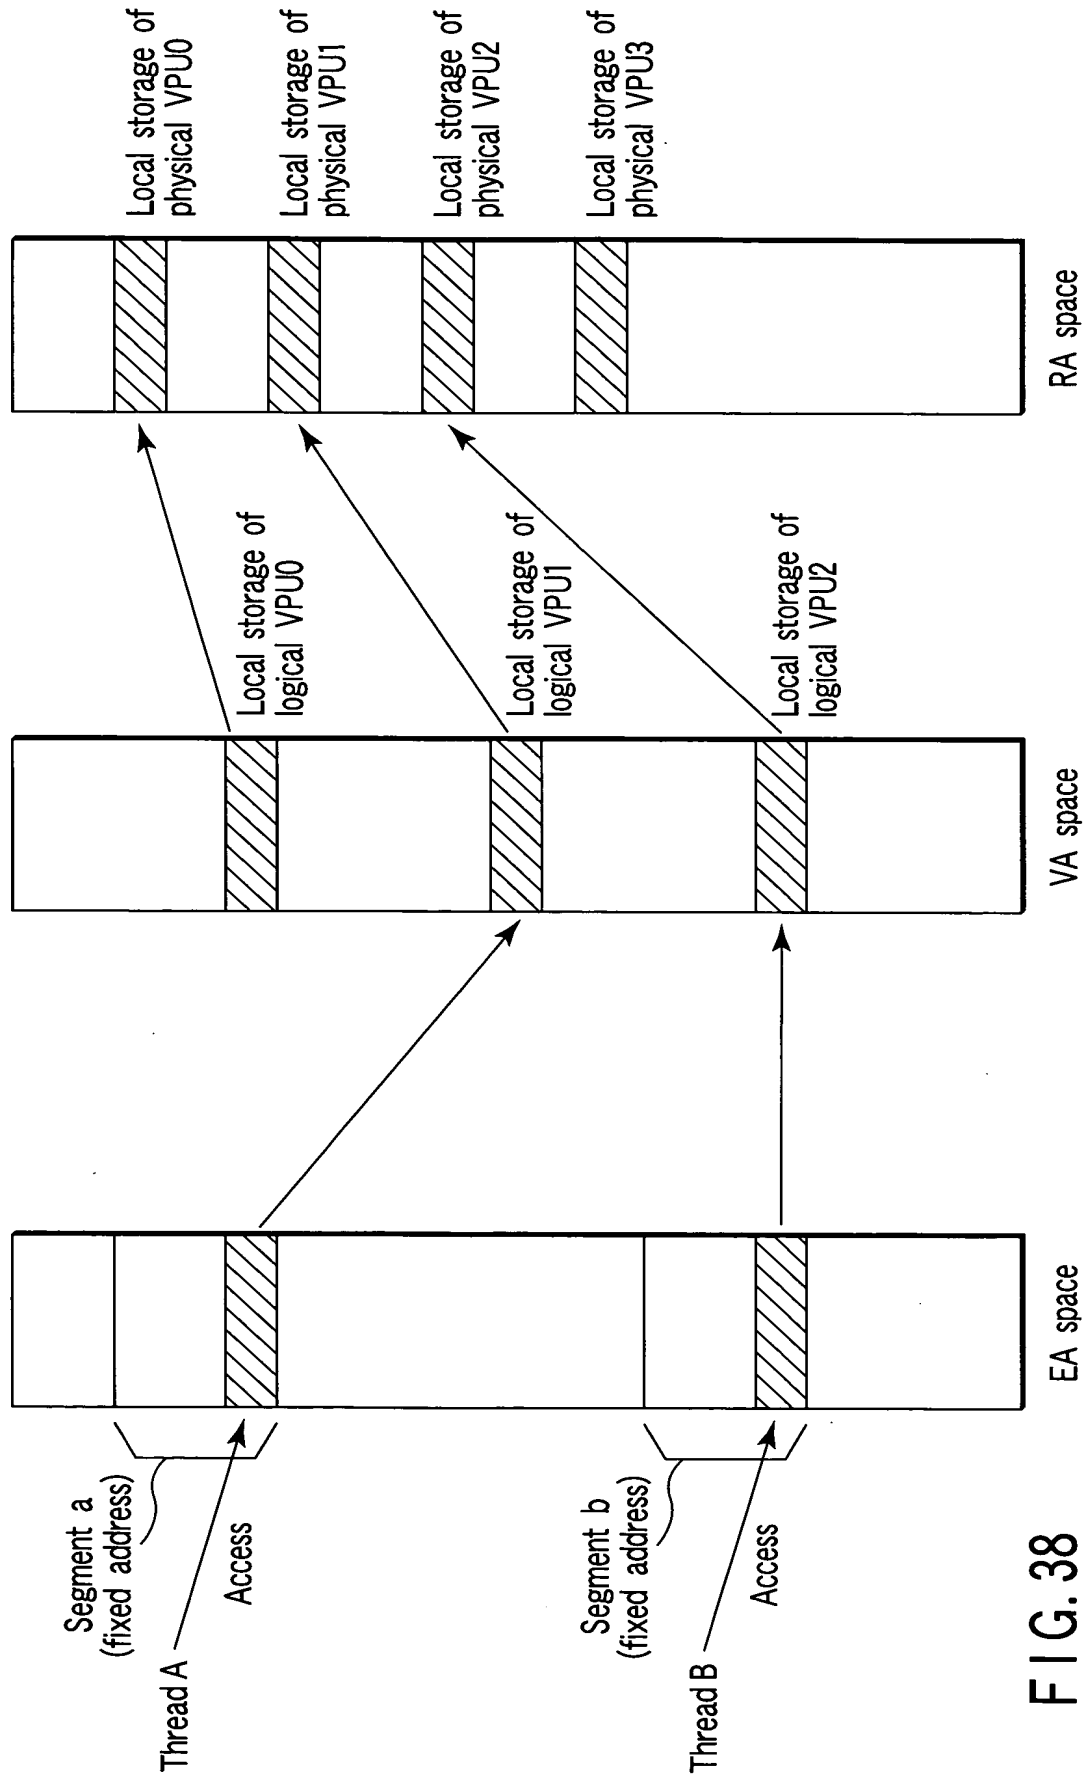 Segment a
(fixed address)
Thread A
Access
Segment b
(fixed address)
Thread B
Access
EA space
Local storage of
logical VPU0
Local storage of
logical VPU1
Local storage of
logical VPU2
VA space
Local storage of
physical VPU0
Local storage of
physical VPU1
Local storage of
physical VPU2
Local storage of
physical VPU3
RA space
FIG. 38